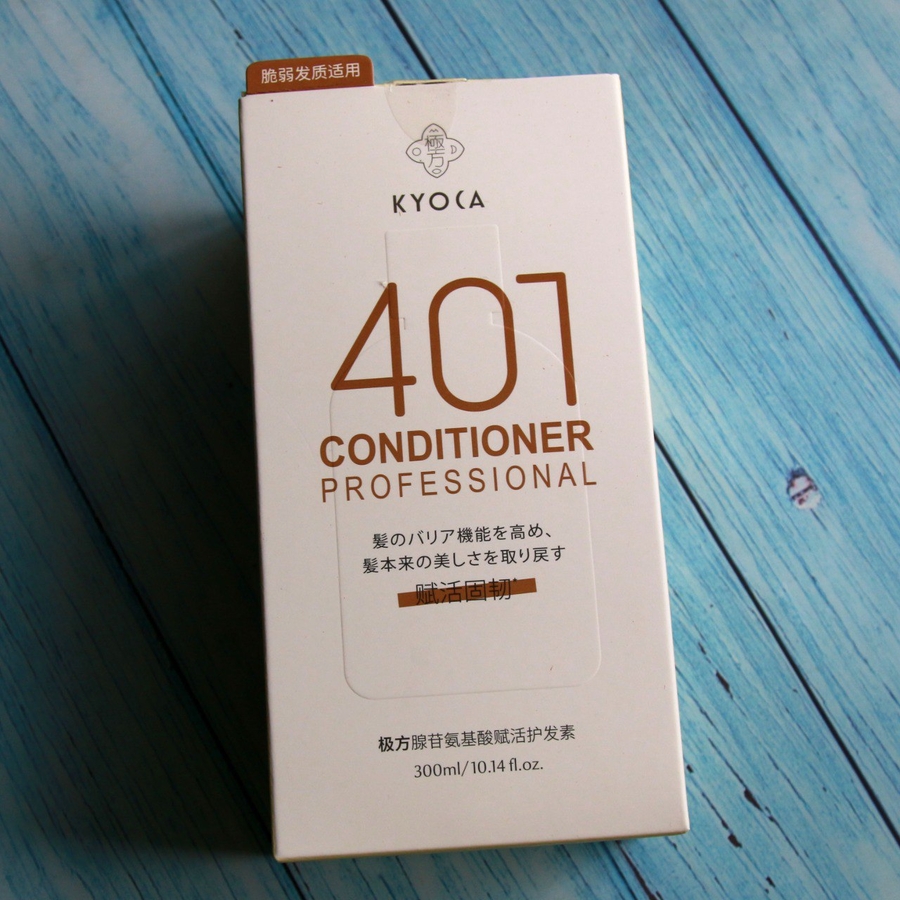 脆弱发质适用
極方
KYOCA
401
CONDITIONER
PROFESSIONAL
髪のバリア機能を高め、
髪本来の美しさを取り戻す
赋活固韧*
极方腺苷氨基酸赋活护发素
300ml/10.14 fl.oz.